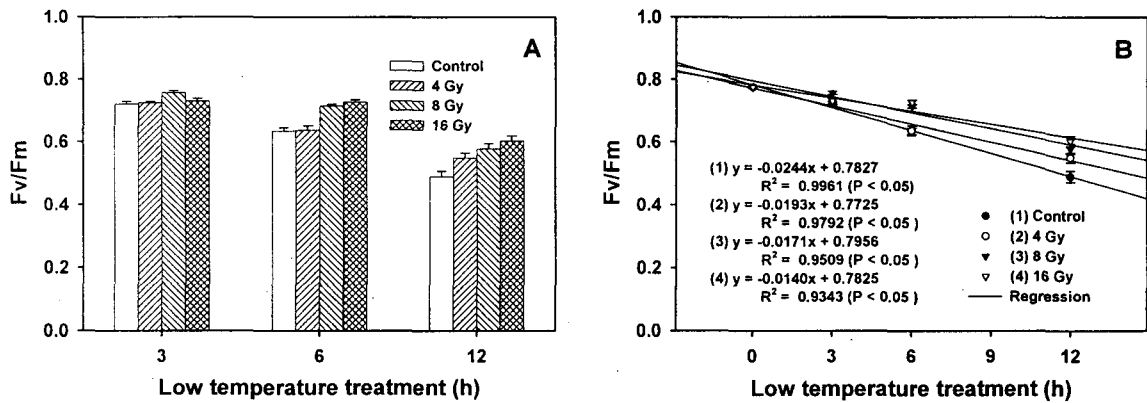 A
Fv/Fm
1.0
0.8
0.6
0.4
0.2
0.0
Control
4 Gy
8 Gy
16 Gy
3 6 12
Low temperature treatment (h)
B
Fv/Fm
1.0
0.8
0.6
0.4
0.2
0.0
(1) y = -0.0244x + 0.7827
R² = 0.9961 (P < 0.05)
(2) y = -0.0193x + 0.7725
R² = 0.9792 (P < 0.05 )
(3) y = -0.0171x + 0.7956
R² = 0.9509 (P < 0.05 )
(4) y = -0.0140x + 0.7825
R² = 0.9343 (P < 0.05 )
(1) Control
(2) 4 Gy
(3) 8 Gy
(4) 16 Gy
Regression
0 3 6 9 12
Low temperature treatment (h)